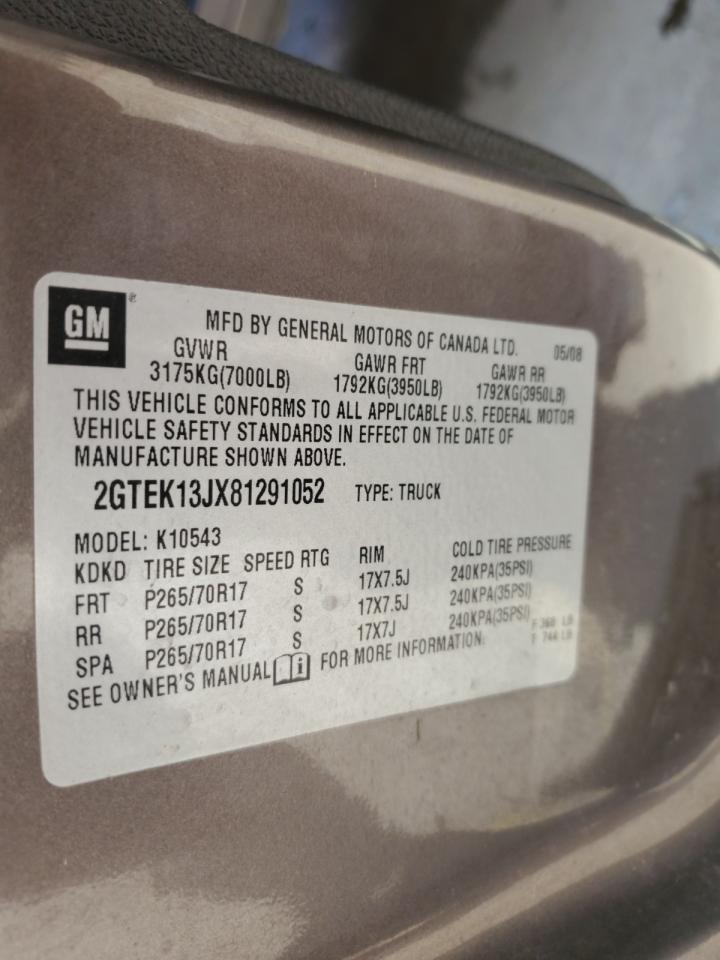 GM ®
MFD BY GENERAL MOTORS OF CANADA LTD. 05/08
GVWR GAWR FRT GAWR RR
3175KG(7000LB) 1792KG(3950LB) 1792KG(3950LB)
THIS VEHICLE CONFORMS TO ALL APPLICABLE U.S. FEDERAL MOTOR
VEHICLE SAFETY STANDARDS IN EFFECT ON THE DATE OF
MANUFACTURE SHOWN ABOVE.
2GTEK13JX81291052 TYPE: TRUCK
MODEL: K10543
KDKD TIRE SIZE SPEED RTG RIM COLD TIRE PRESSURE
FRT P265/70R17 S 17X7.5J 240KPA(35PSI)
RR P265/70R17 S 17X7.5J 240KPA(35PSI)
SPA P265/70R17 S 17X7J 240KPA(35PSI) F 368 LB
SEE OWNER'S MANUAL i FOR MORE INFORMATION. F 744 LB